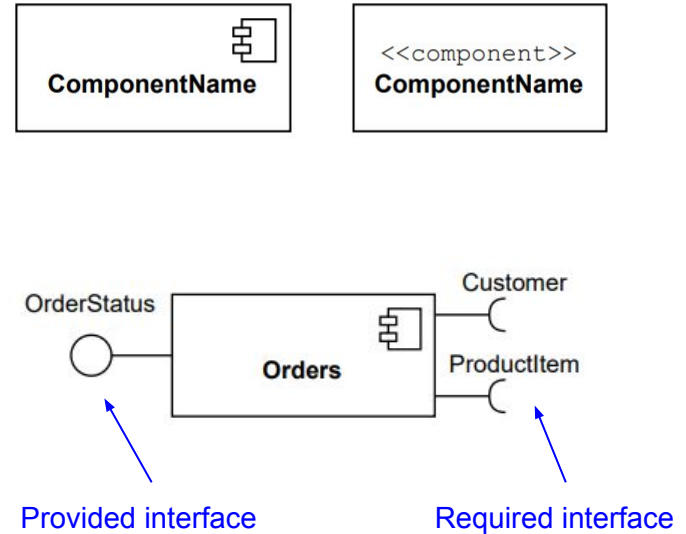 <<component>>
ComponentName
ComponentName
Customer
OrderStatus
Orders
ProductItem
Provided interface
Required interface